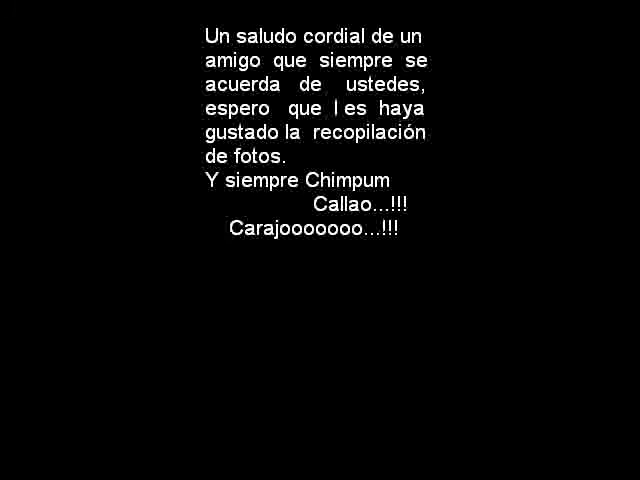 Un saludo cordial de un
amigo que siempre se
acuerda de ustedes,
espero que les haya
gustado la recopilación
de fotos.
Y siempre Chimpum
Callao...!!!
Carajooooooo...!!!